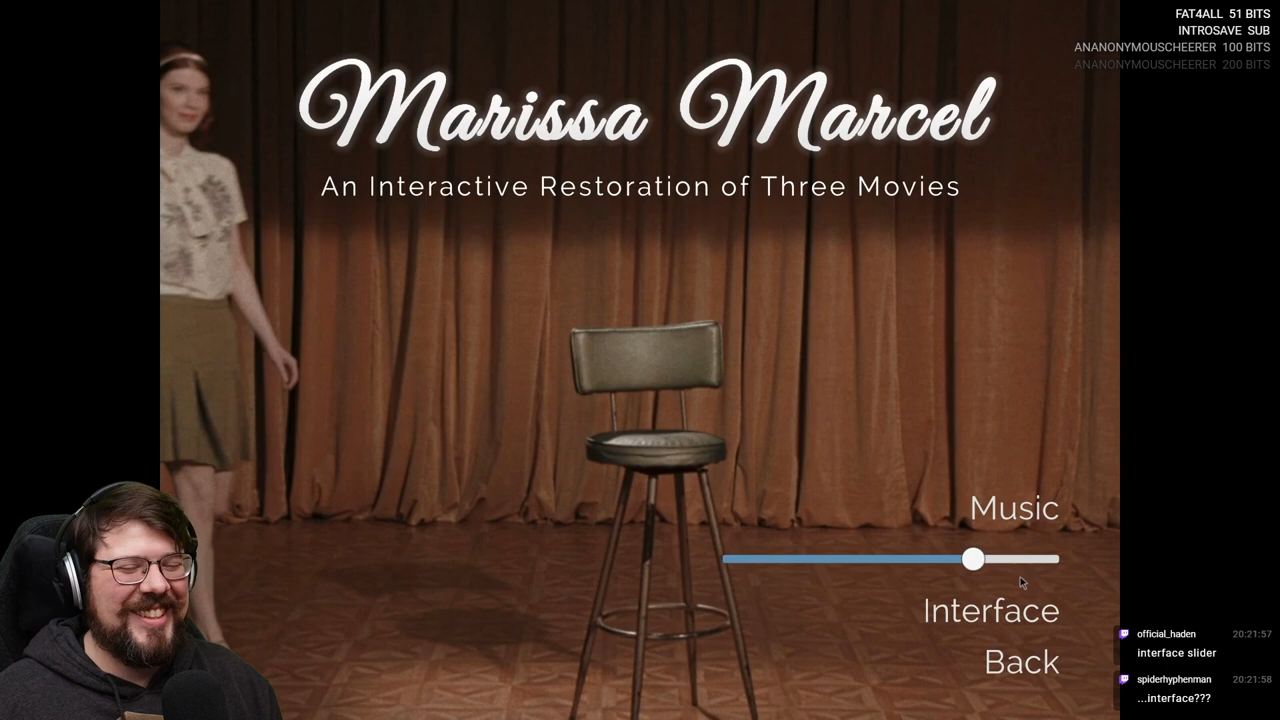 FAT4ALL 51 BITS
INTROSAVE SUB
ANANONYMOUSCHEERER 100 BITS
ANANONYMOUSCHEERER 200 BITS
Marissa Marcel
An Interactive Restoration of Three Movies
Music
Interface
Back
official_haden 20:21:57
interface slider
spiderhyphenman 20:21:58
...interface???